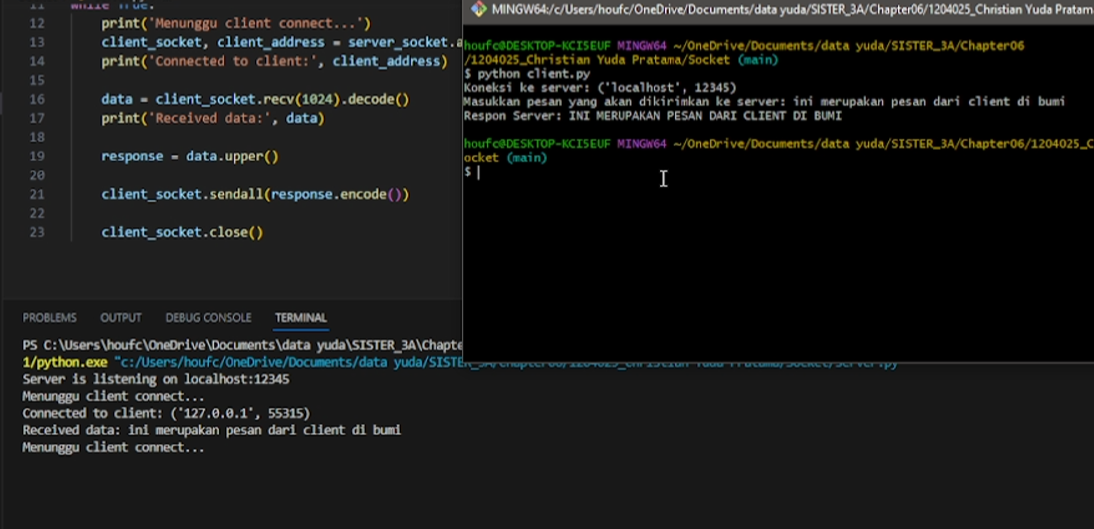 while True:
12 print('Menunggu client connect...')
13 client_socket, client_address = server_socket.a
14 print('Connected to client:', client_address)
15
16 data = client_socket.recv(1024).decode()
17 print('Received data:', data)
18
19 response = data.upper()
20
21 client_socket.sendall(response.encode())
22
23 client_socket.close()
MINGW64:/c/Users/houfc/OneDrive/Documents/data yuda/SISTER_3A/Chapter06/1204025_Christian Yuda Pratam
houfc@DESKTOP-KCI5EUF MINGW64 ~/OneDrive/Documents/data yuda/SISTER_3A/Chapter06
/1204025_Christian Yuda Pratama/Socket (main)
$ python client.py
Koneksi ke server: ('localhost', 12345)
Masukkan pesan yang akan dikirimkan ke server: ini merupakan pesan dari client di bumi
Respon Server: INI MERUPAKAN PESAN DARI CLIENT DI BUMI
houfc@DESKTOP-KCI5EUF MINGW64 ~/OneDrive/Documents/data yuda/SISTER_3A/Chapter06/1204025_C
ocket (main)
$
PROBLEMS OUTPUT DEBUG CONSOLE TERMINAL
PS C:\Users\houfc\OneDrive\Documents\data yuda\SISTER_3A\Chapte
1/python.exe "c:/Users/houfc/OneDrive/Documents/data yuda/SISTE
Server is listening on localhost:12345
Menunggu client connect...
Connected to client: ('127.0.0.1', 55315)
Received data: ini merupakan pesan dari client di bumi
Menunggu client connect...